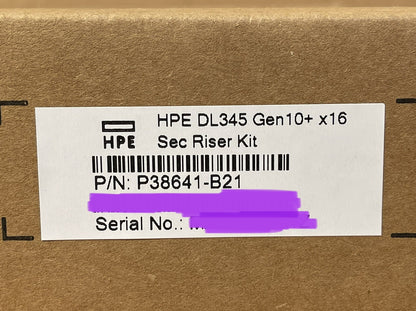 HPE DL345 Gen10+ x16
HPE Sec Riser Kit
P/N: P38641-B21
Serial No.: